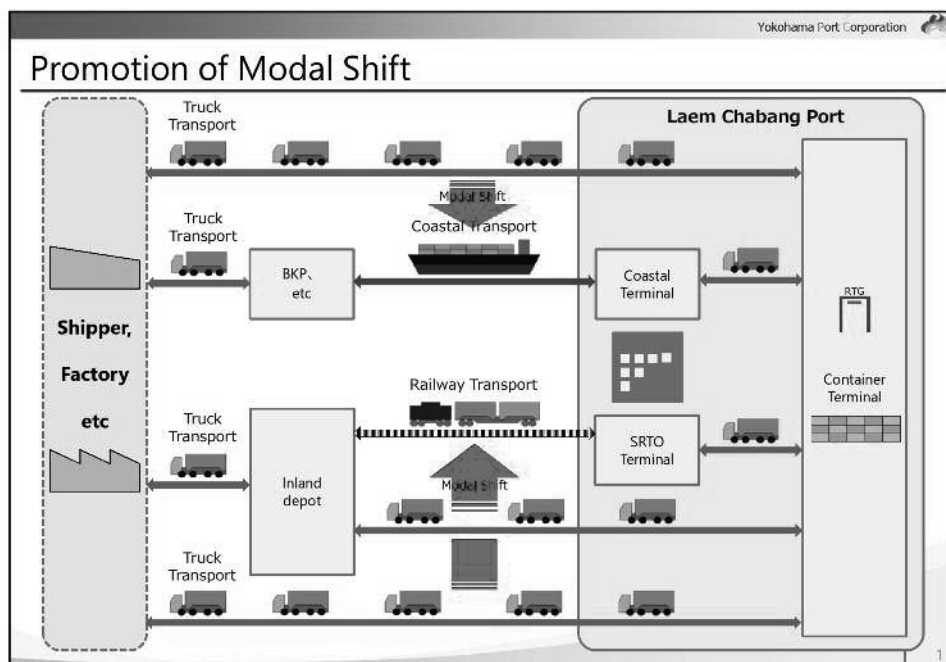 Yokohama Port Corporation
Promotion of Modal Shift
Truck
Transport
Laem Chabang Port
Modal Shift
Truck
Transport
Coastal Transport
BKP、
etc
Coastal
Terminal
RTG
Shipper,
Factory
etc
Railway Transport
Container
Terminal
Truck
Transport
SRTO
Terminal
Inland
depot
Modal Shift
Truck
Transport
1